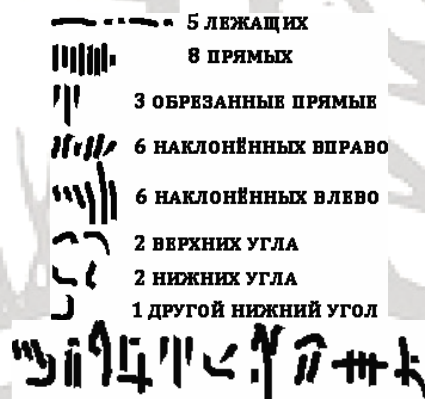 5 ЛЕЖАЩИХ
8 ПРЯМЫХ
3 ОБРЕЗАННЫЕ ПРЯМЫЕ
6 НАКЛОНЁННЫХ ВПРАВО
6 НАКЛОНЁННЫХ ВЛЕВО
2 ВЕРХНИХ УГЛА
2 НИЖНИХ УГЛА
1 ДРУГОЙ НИЖНИЙ УГОЛ